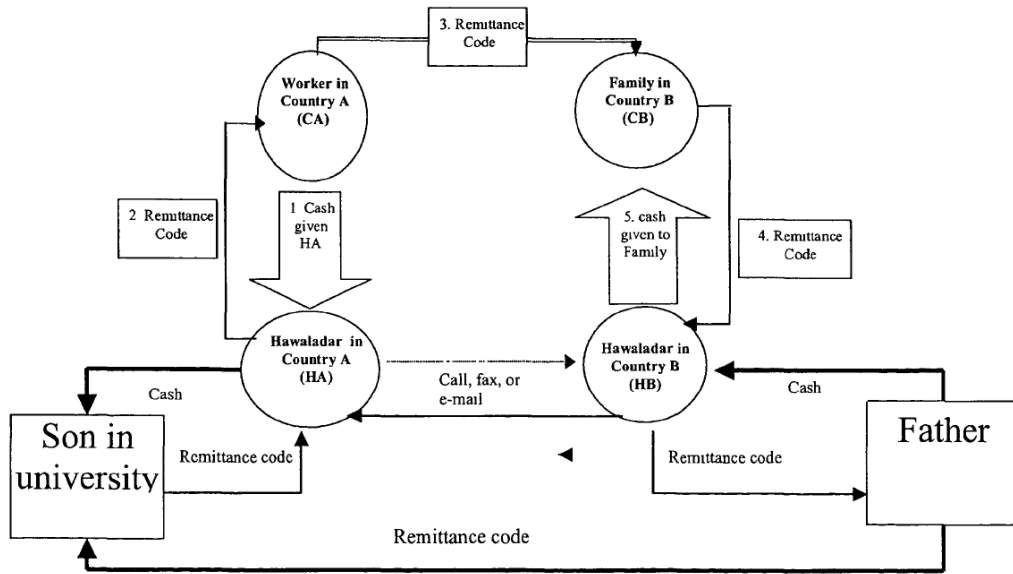 3. Remittance
Code
Worker in
Country A
(CA)
Family in
Country B
(CB)
2 Remittance
Code
1 Cash
given
HA
5. cash
given to
Family
4. Remittance
Code
Hawaladar in
Country A
(HA)
Hawaladar in
Country B
(HB)
Call, fax, or
e-mail
Cash
Cash
Son in
university
Father
Remittance code
Remittance code
Remittance code